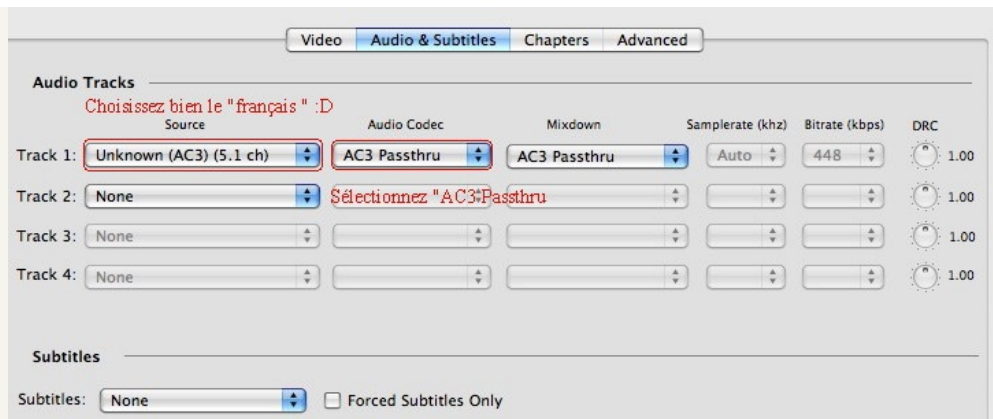 Video Audio & Subtitles Chapters Advanced
Audio Tracks
Choisissez bien le "français " :D
Source Audio Codec Mixdown Samplerate (khz) Bitrate (kbps) DRC
Track 1: Unknown (AC3) (5.1 ch) AC3 Passthru AC3 Passthru Auto 448 1.00
Track 2: None Sélectionnez "AC3 Passthru 1.00
Track 3: None 1.00
Track 4: None 1.00
Subtitles
Subtitles: None Forced Subtitles Only